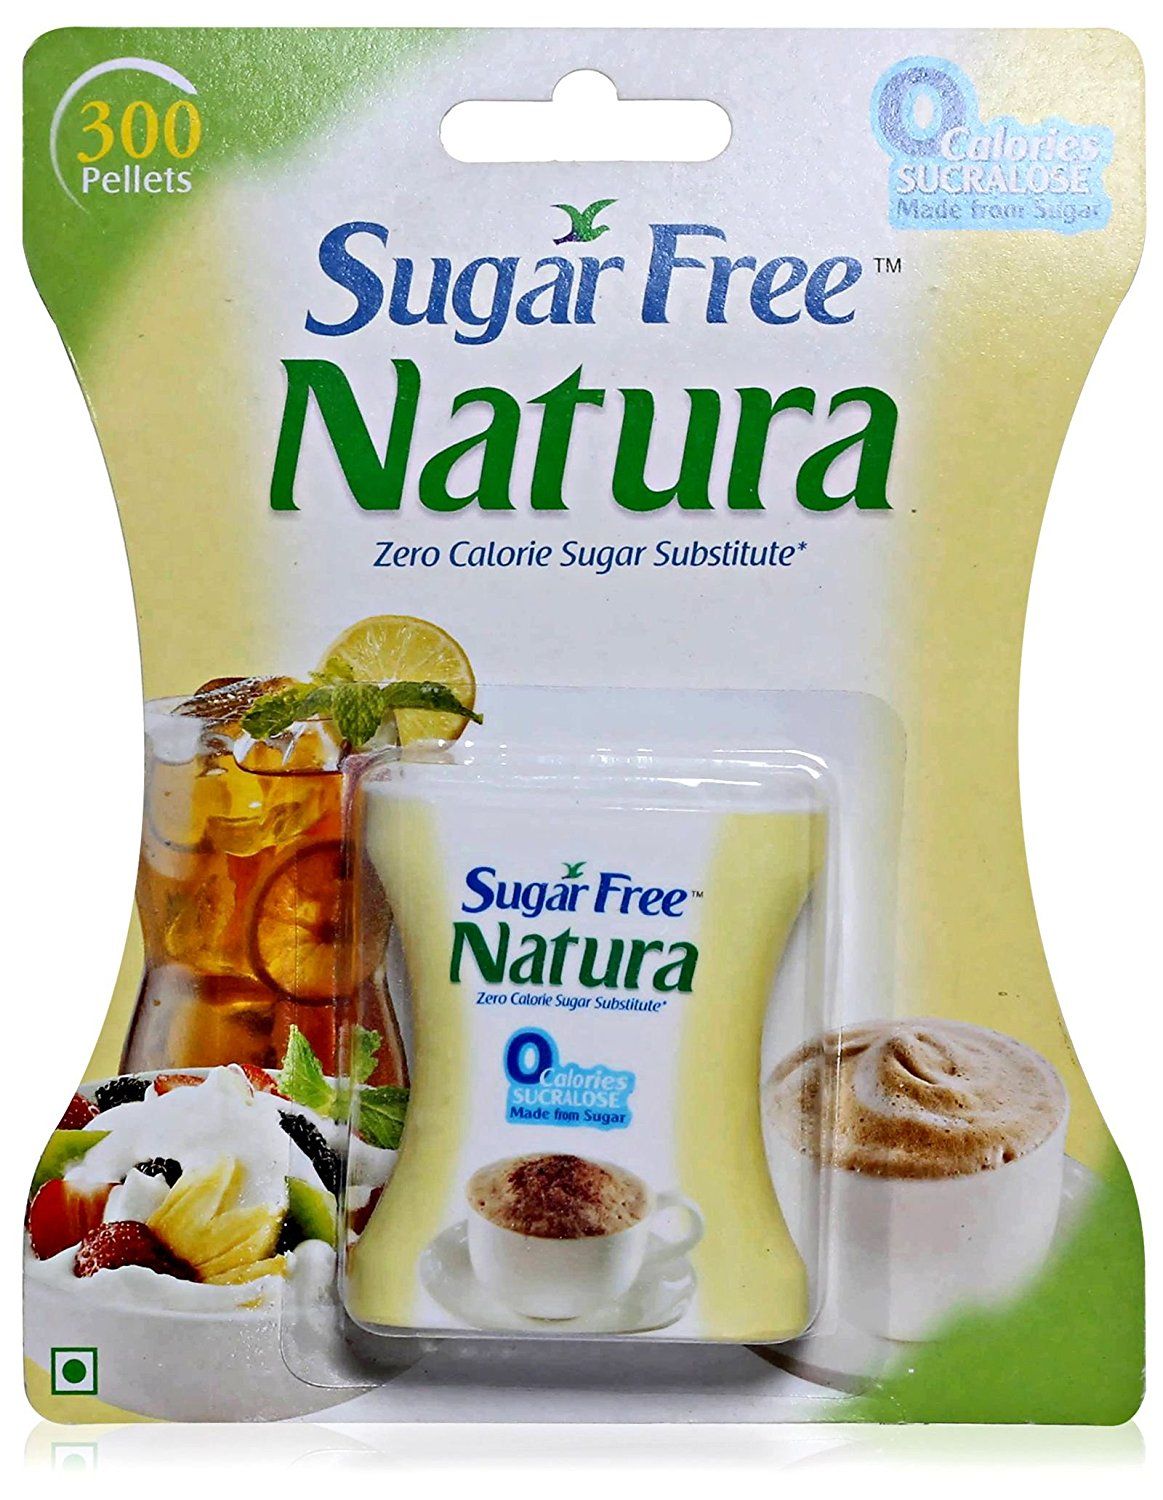 300
Pellets
0
Calories
SUCRALOSE
Made from Sugar
Sugar Free™
Natura
Zero Calorie Sugar Substitute*
Sugar Free™
Natura
Zero Calorie Sugar Substitute*
0
Calories
SUCRALOSE
Made from Sugar